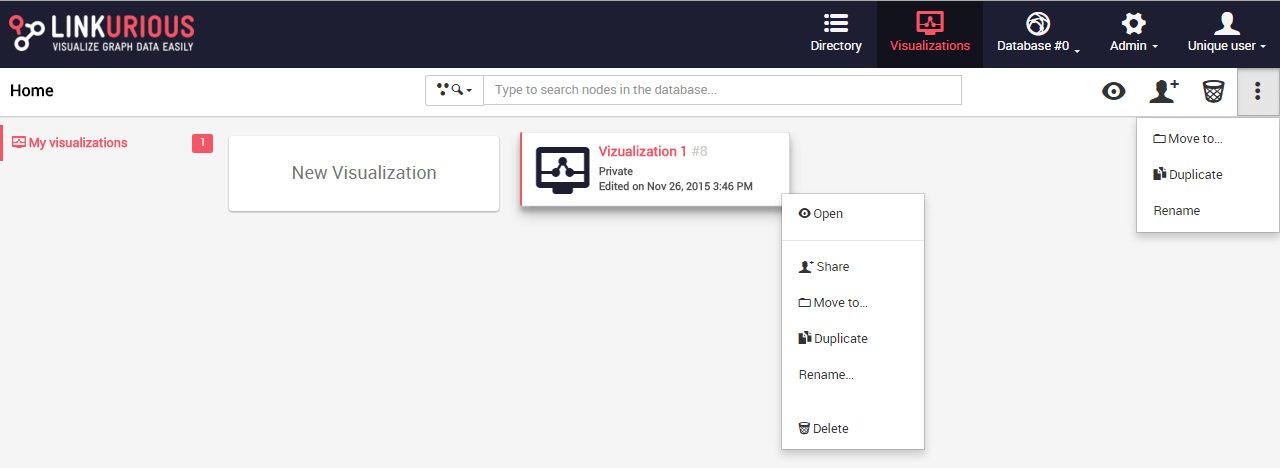 LINKURIOUS
VISUALIZE GRAPH DATA EASILY
Directory
Visualizations
Database #0
Admin
Unique user
Home
Type to search nodes in the database...
My visualizations
1
New Visualization
Vizualization 1 #8
Private
Edited on Nov 26, 2015 3:46 PM
Open
Share
Move to...
Duplicate
Rename...
Delete
Move to...
Duplicate
Rename